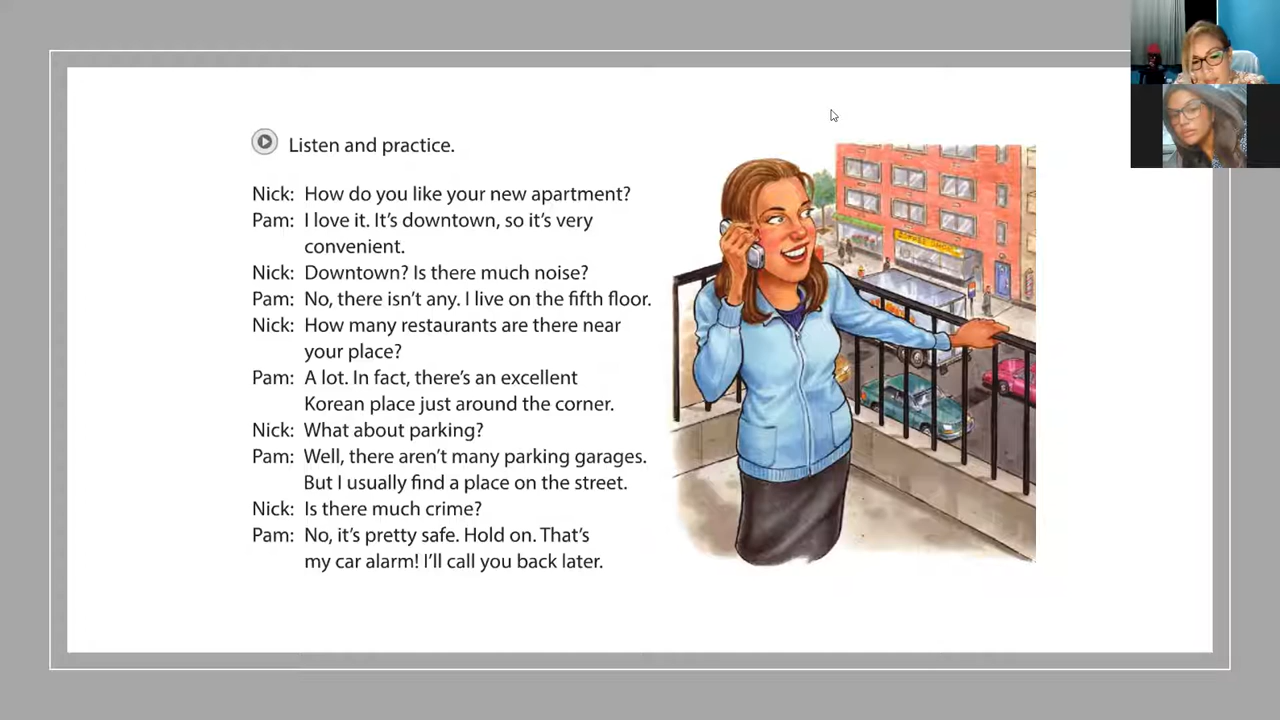 Listen and practice.
Nick: How do you like your new apartment?
Pam: I love it. It's downtown, so it's very
convenient.
Nick: Downtown? Is there much noise?
Pam: No, there isn't any. I live on the fifth floor.
Nick: How many restaurants are there near
your place?
Pam: A lot. In fact, there's an excellent
Korean place just around the corner.
Nick: What about parking?
Pam: Well, there aren't many parking garages.
But I usually find a place on the street.
Nick: Is there much crime?
Pam: No, it's pretty safe. Hold on. That's
my car alarm! I'll call you back later.